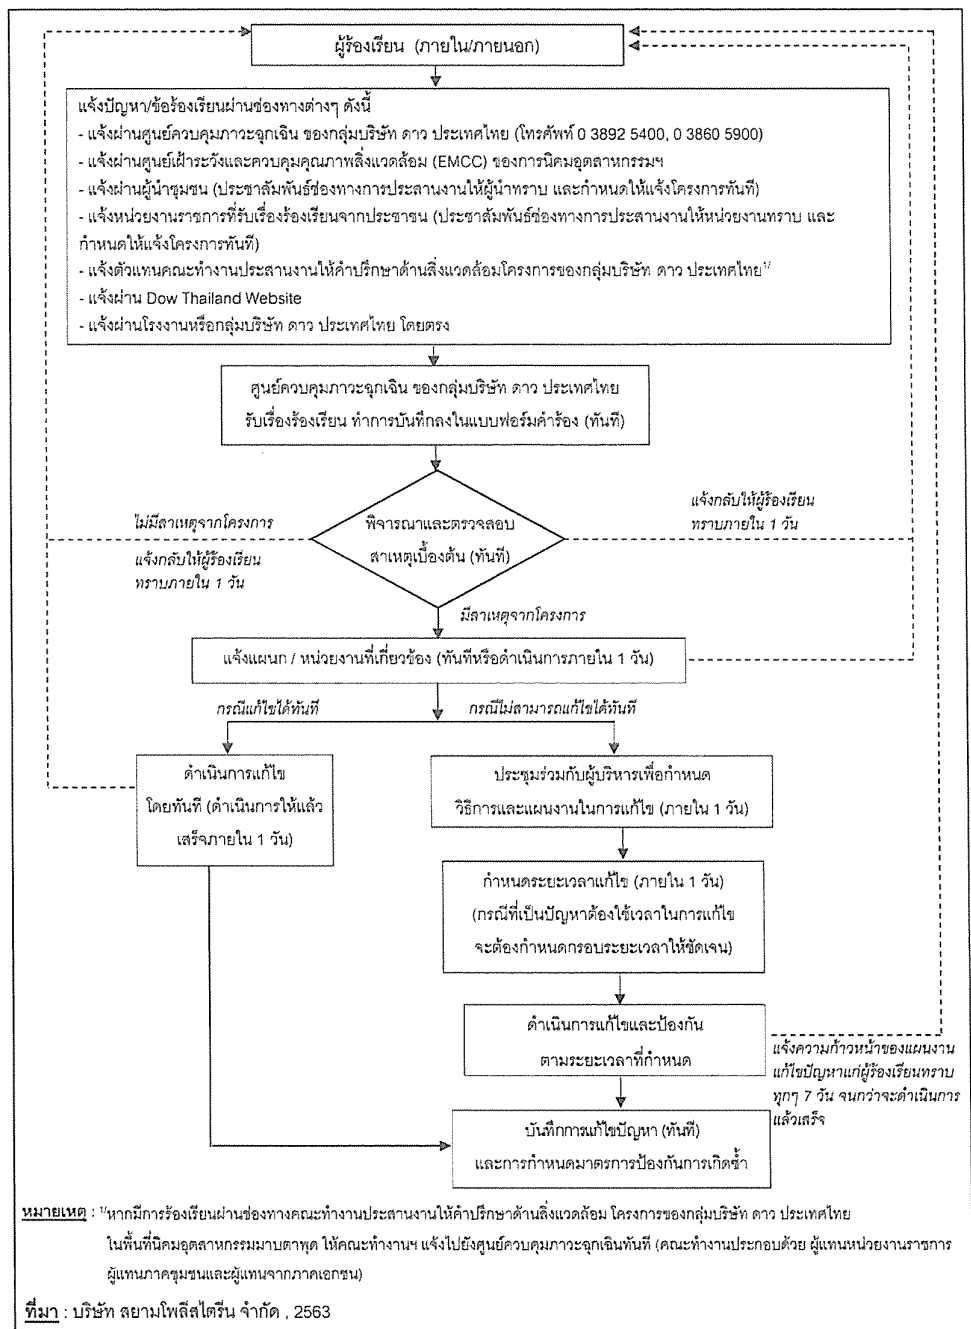 ผู้ร้องเรียน (ภายใน/ภายนอก)
แจ้งปัญหา/ข้อร้องเรียนผ่านช่องทางต่างๆ ดังนี้
- แจ้งผ่านศูนย์ควบคุมภาวะฉุกเฉิน ของกลุ่มบริษัท ดาว ประเทศไทย (โทรศัพท์ 0 3892 5400, 0 3860 5900)
- แจ้งผ่านศูนย์เฝ้าระวังและควบคุมคุณภาพสิ่งแวดล้อม (EMCC) ของการนิคมอุตสาหกรรมฯ
- แจ้งผ่านผู้นำชุมชน (ประชาสัมพันธ์ช่องทางการประสานงานให้ผู้นำทราบ และกำหนดให้แจ้งโครงการทันที)
- แจ้งหน่วยงานราชการที่รับเรื่องร้องเรียนจากประชาชน (ประชาสัมพันธ์ช่องทางการประสานงานให้หน่วยงานทราบ และ
กำหนดให้แจ้งโครงการทันที)
- แจ้งตัวแทนคณะทำงานประสานงานให้คำปรึกษาด้านสิ่งแวดล้อมโครงการของกลุ่มบริษัท ดาว ประเทศไทย1/
- แจ้งผ่าน Dow Thailand Website
- แจ้งผ่านโรงงานหรือกลุ่มบริษัท ดาว ประเทศไทย โดยตรง
ศูนย์ควบคุมภาวะฉุกเฉิน ของกลุ่มบริษัท ดาว ประเทศไทย
รับเรื่องร้องเรียน ทำการบันทึกลงในแบบฟอร์มคำร้อง (ทันที)
พิจารณาและตรวจสอบ
สาเหตุเบื้องต้น (ทันที)
ไม่มีสาเหตุจากโครงการ
แจ้งกลับให้ผู้ร้องเรียน
ทราบภายใน 1 วัน
แจ้งกลับให้ผู้ร้องเรียน
ทราบภายใน 1 วัน
มีสาเหตุจากโครงการ
แจ้งแผนก / หน่วยงานที่เกี่ยวข้อง (ทันทีหรือดำเนินการภายใน 1 วัน)
กรณีแก้ไขได้ทันที
กรณีไม่สามารถแก้ไขได้ทันที
ดำเนินการแก้ไข
โดยทันที (ดำเนินการให้แล้ว
เสร็จภายใน 1 วัน)
ประชุมร่วมกับผู้บริหารเพื่อกำหนด
วิธีการและแผนงานในการแก้ไข (ภายใน 1 วัน)
กำหนดระยะเวลาแก้ไข (ภายใน 1 วัน)
(กรณีที่เป็นปัญหาต้องใช้เวลาในการแก้ไข
จะต้องกำหนดกรอบระยะเวลาให้ชัดเจน)
ดำเนินการแก้ไขและป้องกัน
ตามระยะเวลาที่กำหนด
แจ้งความก้าวหน้าของแผนงาน
แก้ไขปัญหาแก่ผู้ร้องเรียนทราบ
ทุกๆ 7 วัน จนกว่าจะดำเนินการ
แล้วเสร็จ
บันทึกการแก้ไขปัญหา (ทันที)
และการกำหนดมาตรการป้องกันการเกิดซ้ำ
หมายเหตุ : 1/หากมีการร้องเรียนผ่านช่องทางคณะทำงานประสานงานให้คำปรึกษาด้านสิ่งแวดล้อม โครงการของกลุ่มบริษัท ดาว ประเทศไทย
ในพื้นที่นิคมอุตสาหกรรมมาบตาพุด ให้คณะทำงานฯ แจ้งไปยังศูนย์ควบคุมภาวะฉุกเฉินทันที (คณะทำงานประกอบด้วย ผู้แทนหน่วยงานราชการ
ผู้แทนภาคชุมชนและผู้แทนจากภาคเอกชน)
ที่มา : บริษัท สยามโพลีสไตรีน จำกัด , 2563